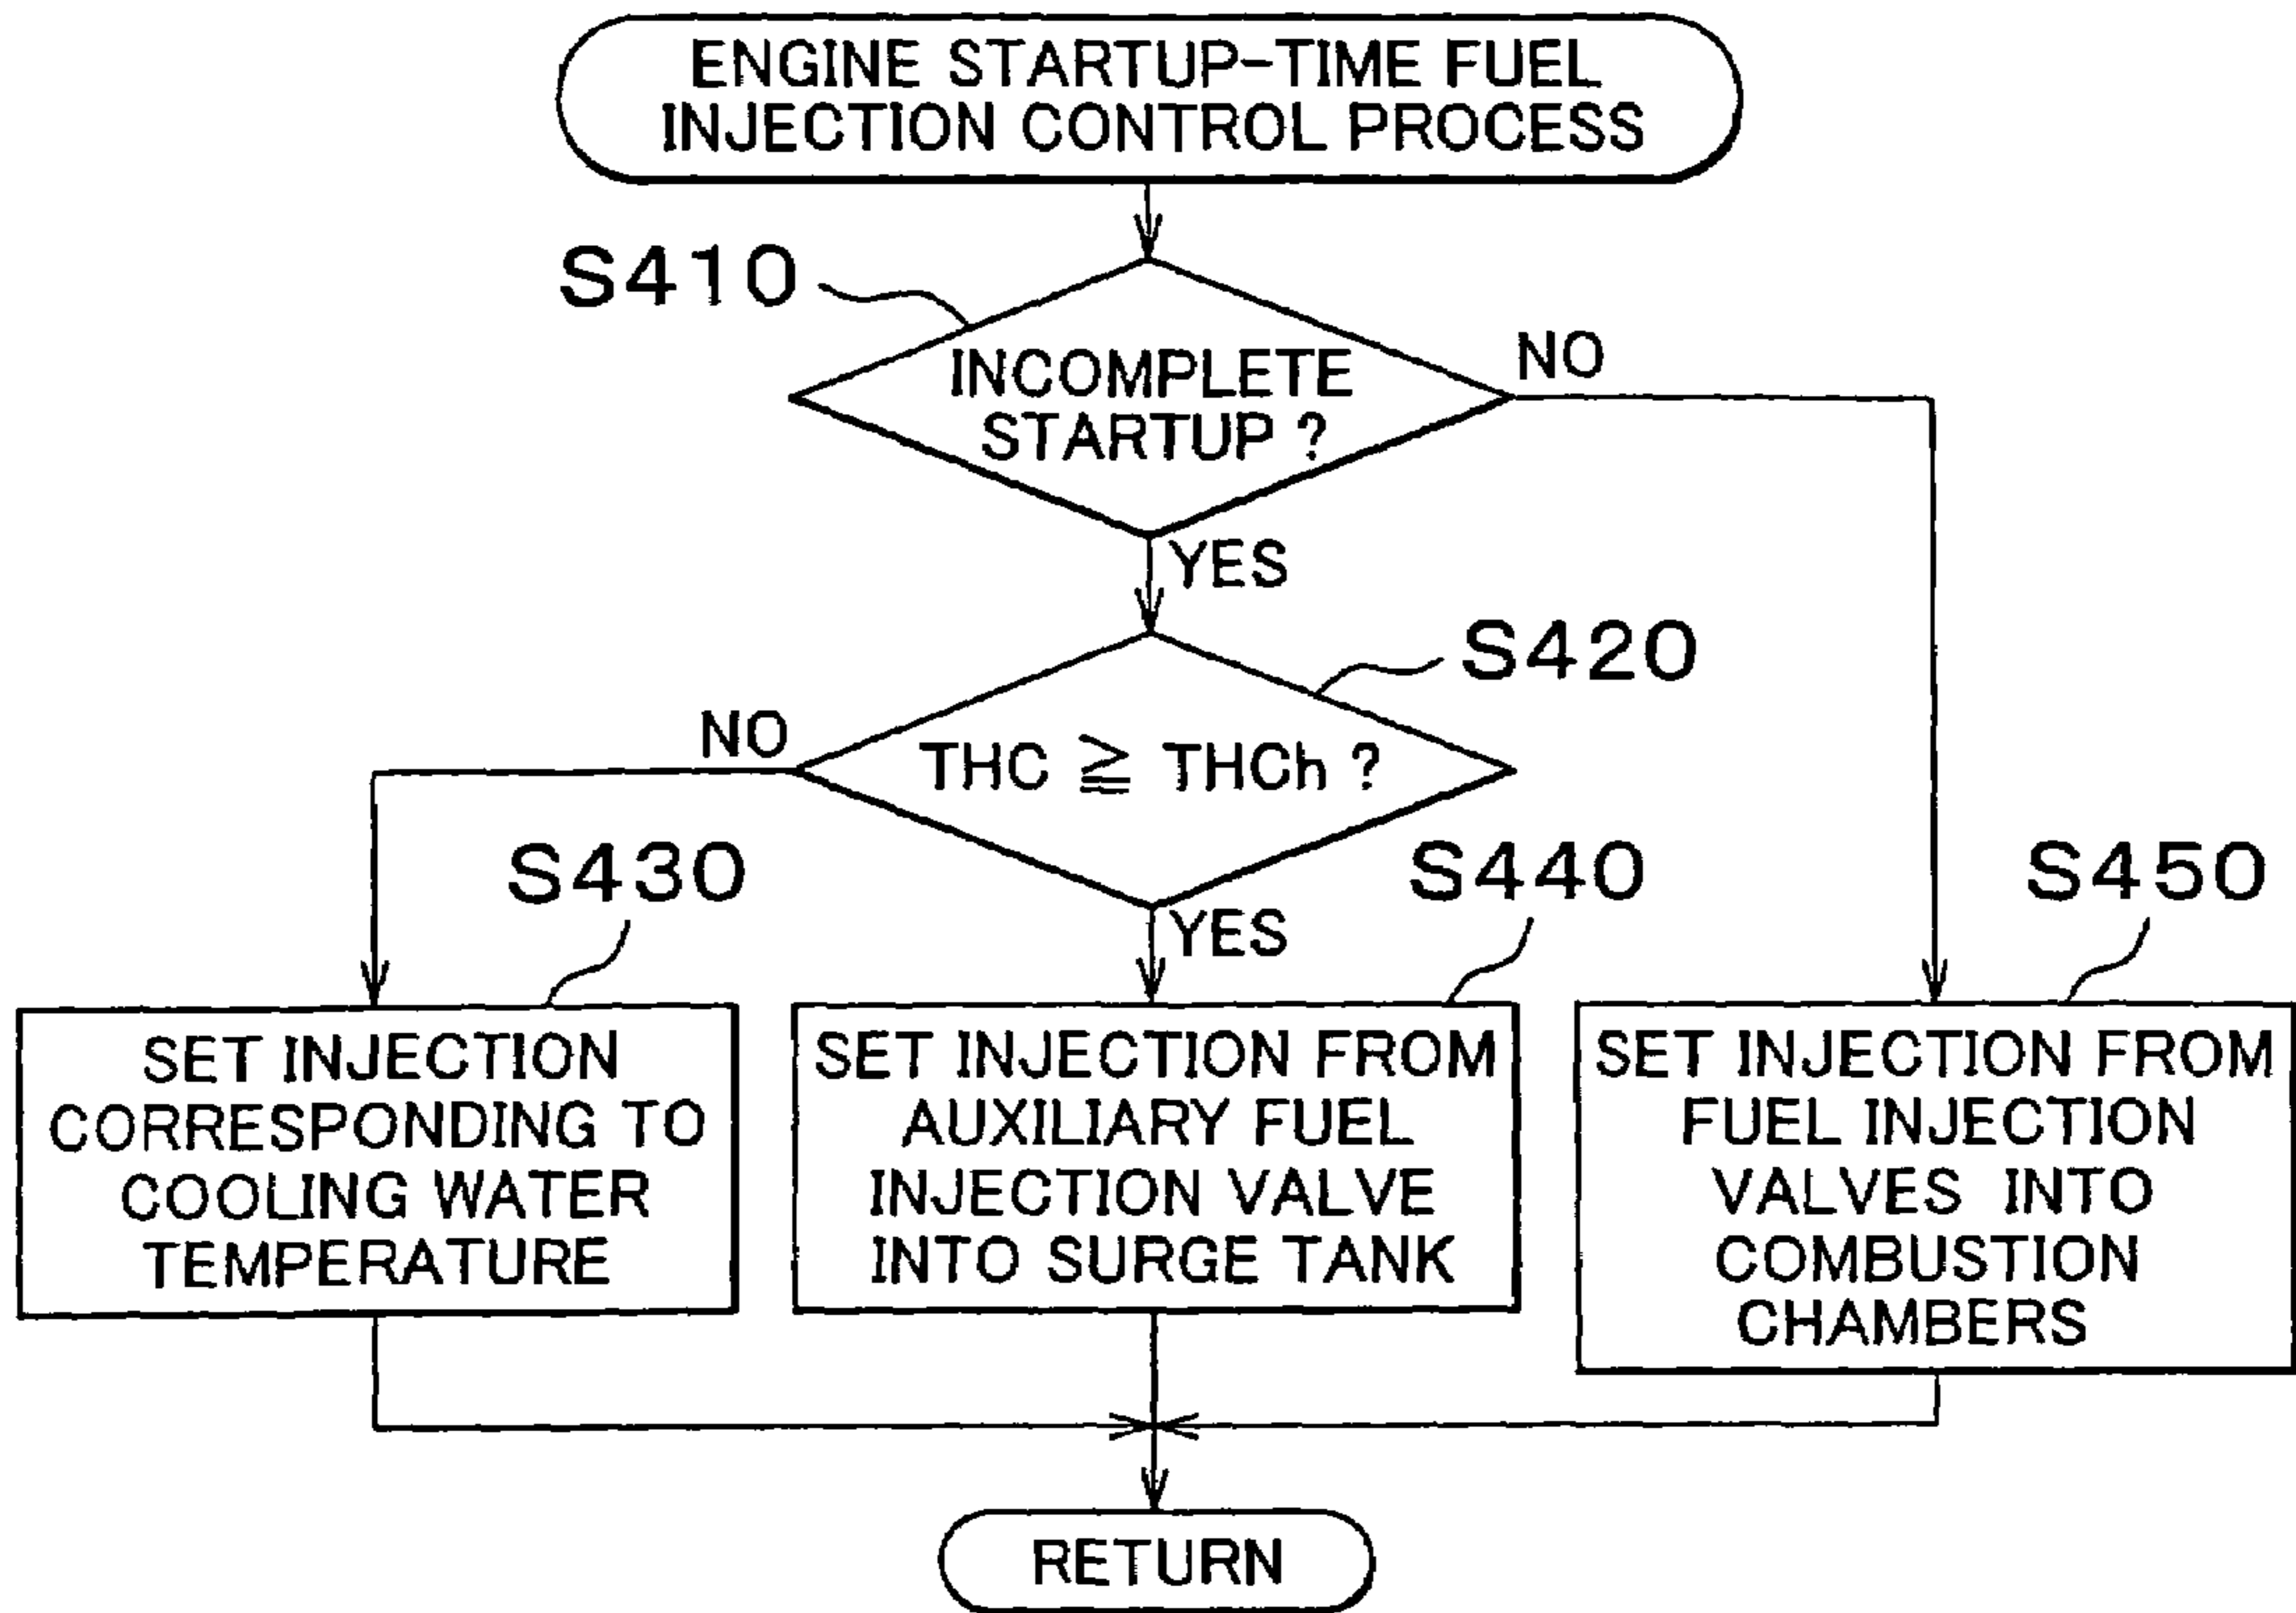 ENGINE STARTUP-TIME FUEL
INJECTION CONTROL PROCESS
S410
INCOMPLETE
STARTUP ?
NO
YES
S420
NO
THC ≧ THCh ?
YES
S430
S440
S450
SET INJECTION
CORRESPONDING TO
COOLING WATER
TEMPERATURE
SET INJECTION FROM
AUXILIARY FUEL
INJECTION VALVE
INTO SURGE TANK
SET INJECTION FROM
FUEL INJECTION
VALVES INTO
COMBUSTION
CHAMBERS
RETURN